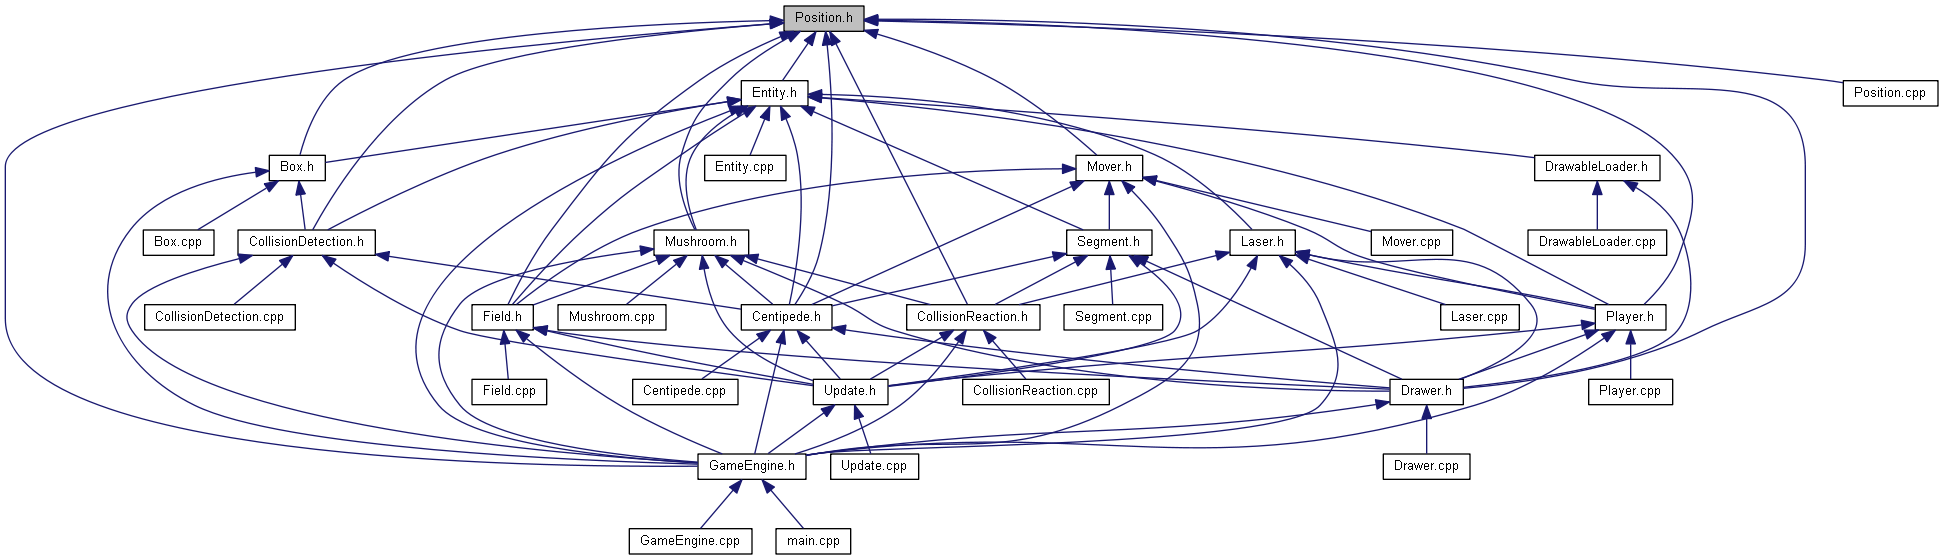 Position.h
Entity.h
Position.cpp
Box.h
Entity.cpp
Mover.h
DrawableLoader.h
Box.cpp
CollisionDetection.h
Mushroom.h
Segment.h
Laser.h
Mover.cpp
DrawableLoader.cpp
CollisionDetection.cpp
Field.h
Mushroom.cpp
Centipede.h
CollisionReaction.h
Segment.cpp
Laser.cpp
Player.h
Field.cpp
Centipede.cpp
Update.h
CollisionReaction.cpp
Drawer.h
Player.cpp
GameEngine.h
Update.cpp
Drawer.cpp
GameEngine.cpp
main.cpp